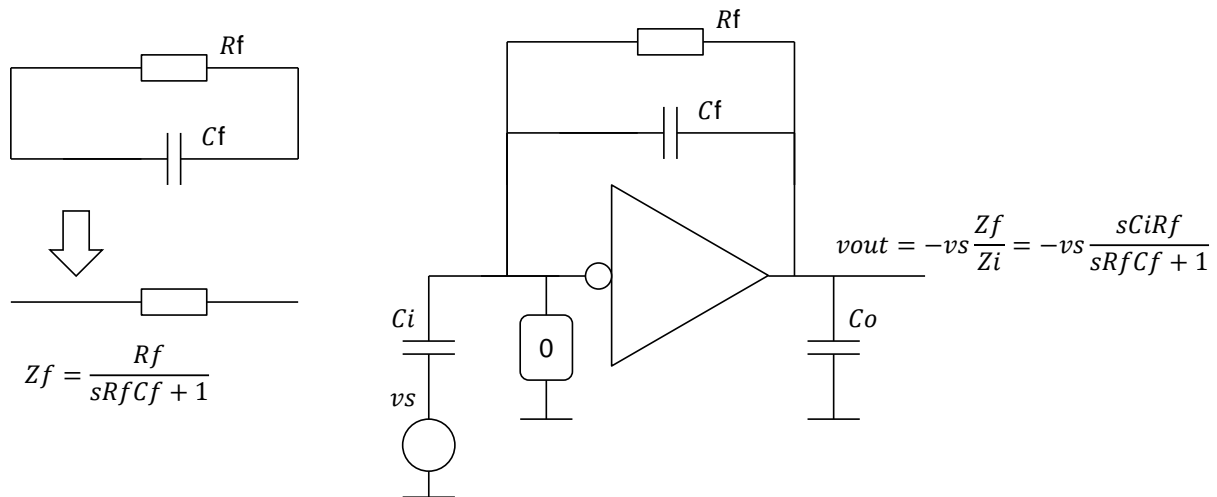 Rf
Cf
Zf = Rf / (sRfCf + 1)
Rf
Cf
vout = −vs Zf/Zi = −vs sCiRf / (sRfCf + 1)
Ci
0
Co
vs